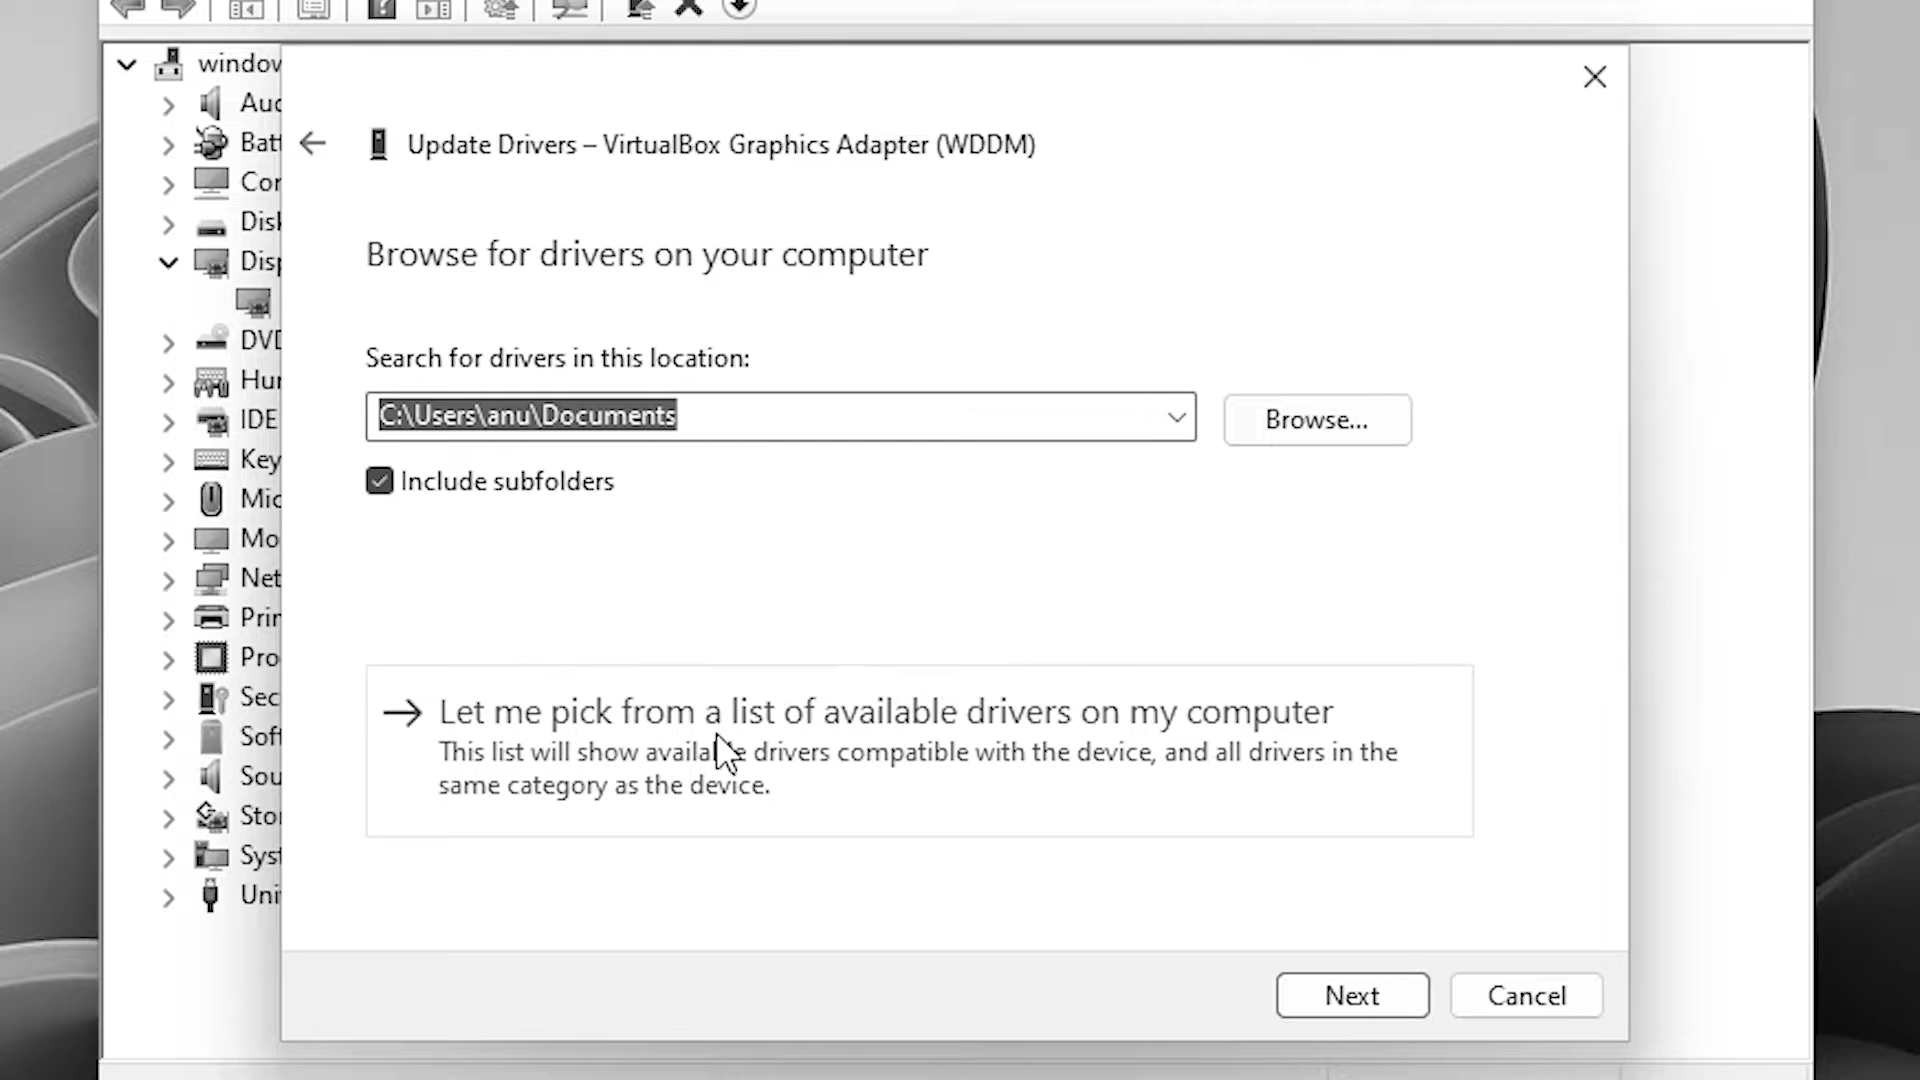 window
Aud
Batt
Cor
Disk
Disp
DVD
Hur
IDE
Key
Mic
Mo
Net
Prin
Pro
Sec
Soft
Sou
Stor
Syst
Uni
Update Drivers – VirtualBox Graphics Adapter (WDDM)
Browse for drivers on your computer
Search for drivers in this location:
C:\Users\anu\Documents
Browse...
Include subfolders
Let me pick from a list of available drivers on my computer
This list will show available drivers compatible with the device, and all drivers in the
same category as the device.
Next
Cancel